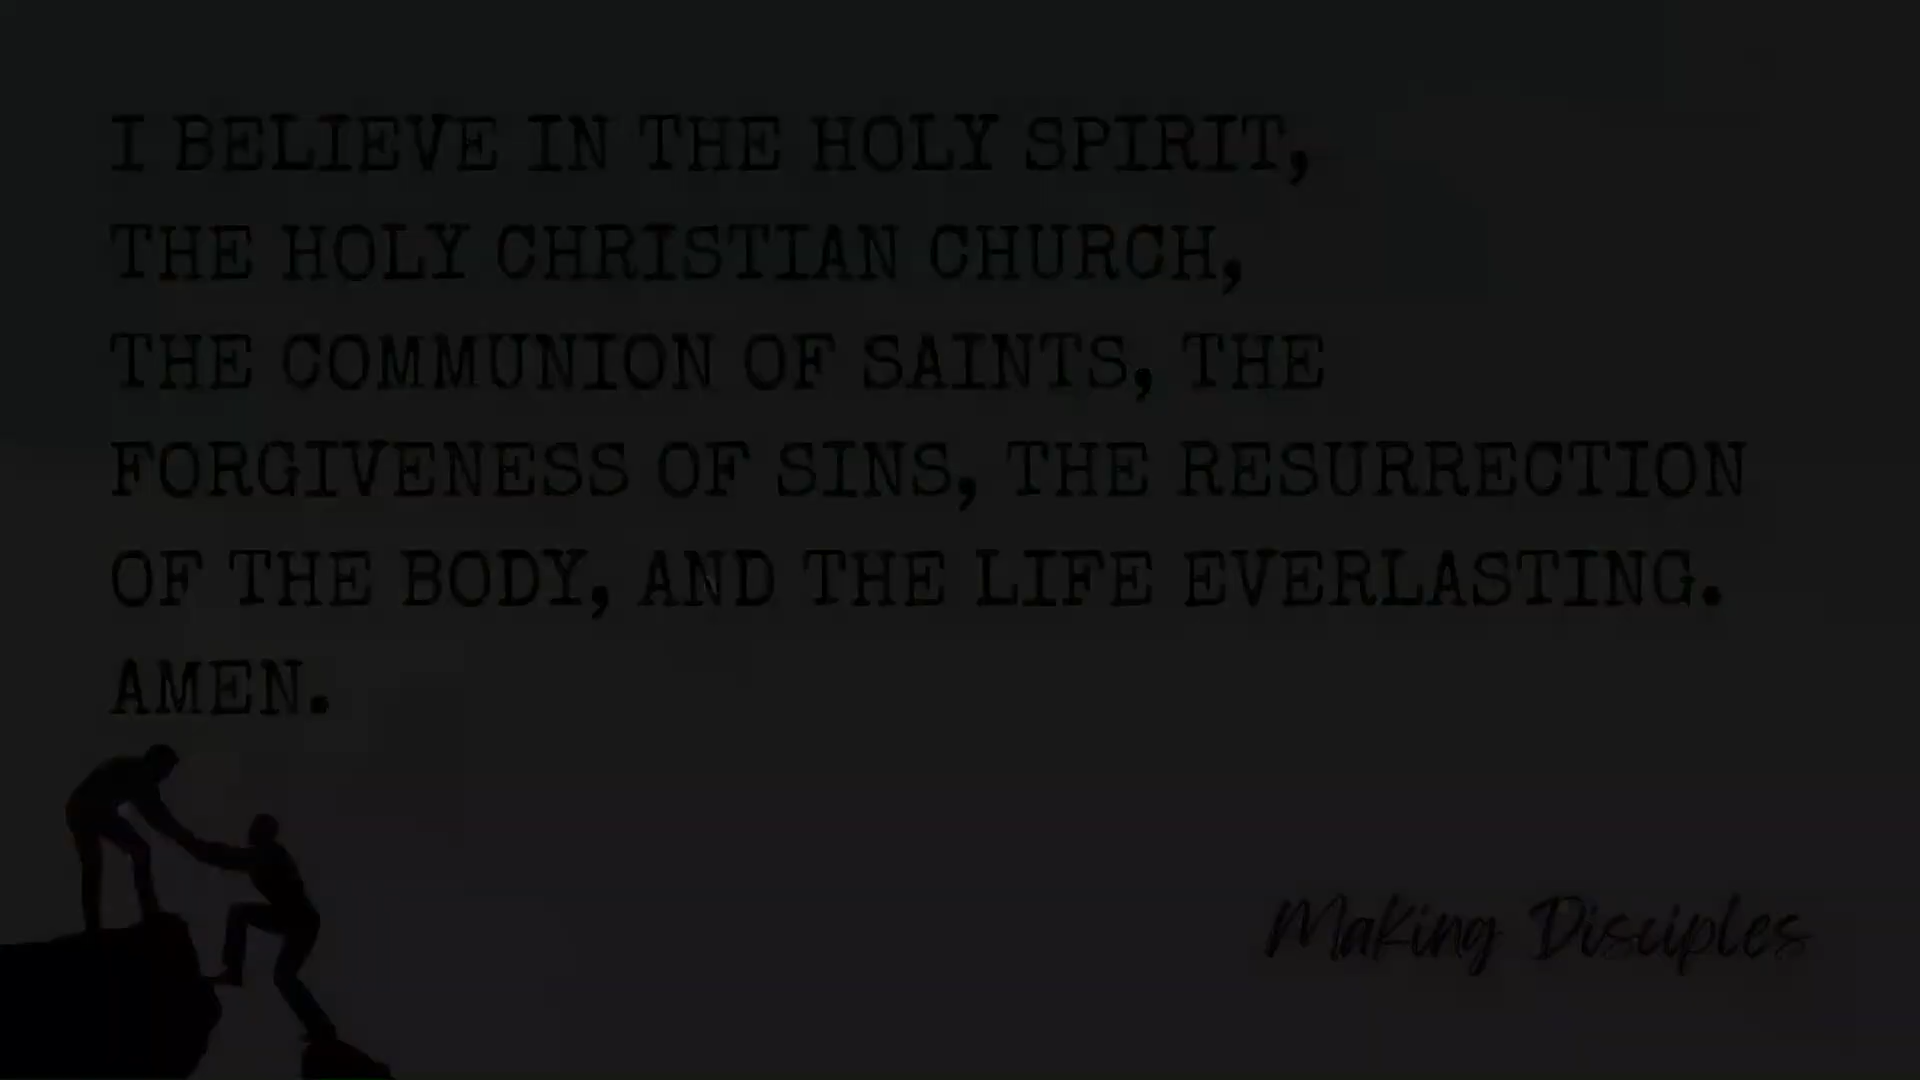 I BELIEVE IN THE HOLY SPIRIT,
THE HOLY CHRISTIAN CHURCH,
THE COMMUNION OF SAINTS, THE
FORGIVENESS OF SINS, THE RESURRECTION
OF THE BODY, AND THE LIFE EVERLASTING.
AMEN.
Making Disciples